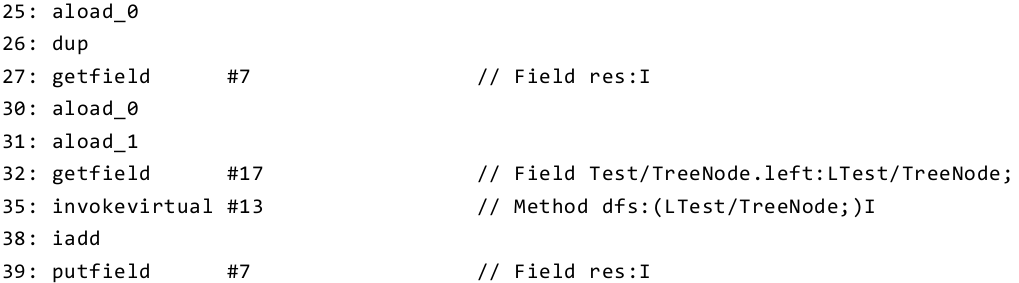 25: aload_0
26: dup
27: getfield      #7                 // Field res:I
30: aload_0
31: aload_1
32: getfield      #17                // Field Test/TreeNode.left:LTest/TreeNode;
35: invokevirtual #13                // Method dfs:(LTest/TreeNode;)I
38: iadd
39: putfield      #7                 // Field res:I